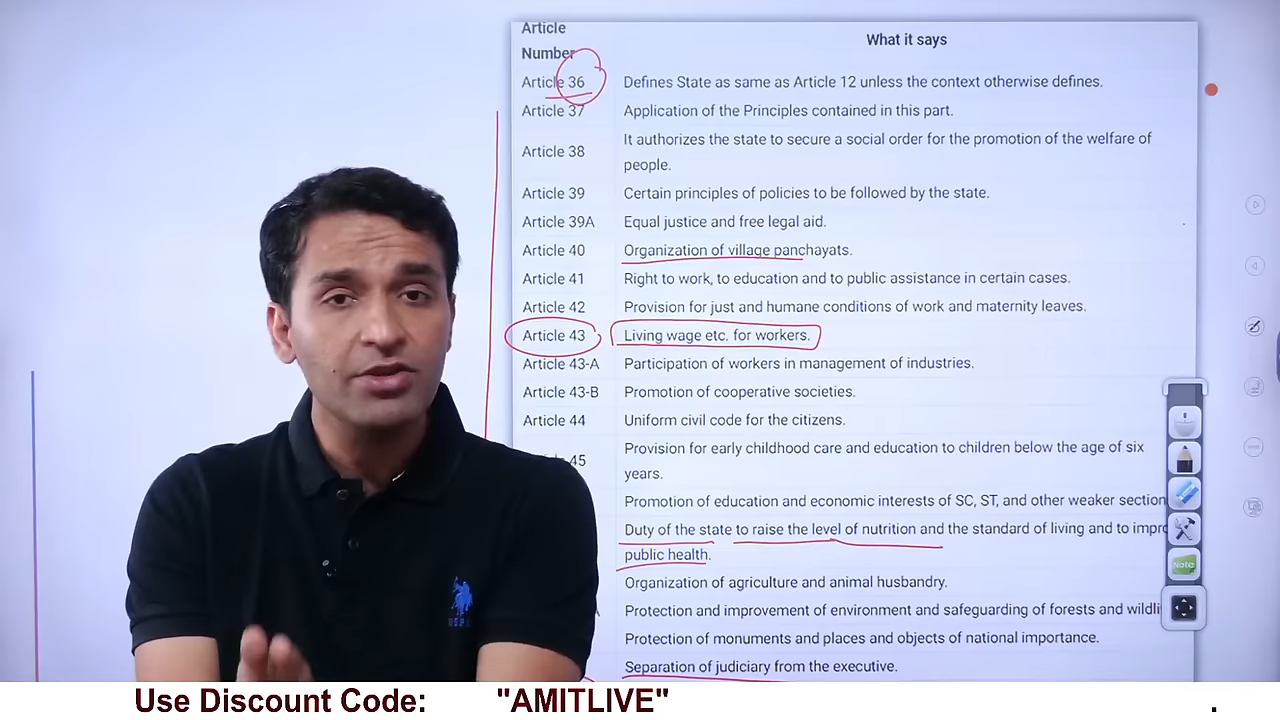 Article
Number
What it says
Article 36 Defines State as same as Article 12 unless the context otherwise defines.
Article 37 Application of the Principles contained in this part.
Article 38 It authorizes the state to secure a social order for the promotion of the welfare of
people.
Article 39 Certain principles of policies to be followed by the state.
Article 39A Equal justice and free legal aid.
Article 40 Organization of village panchayats.
Article 41 Right to work, to education and to public assistance in certain cases.
Article 42 Provision for just and humane conditions of work and maternity leaves.
Article 43 Living wage etc. for workers.
Article 43-A Participation of workers in management of industries.
Article 43-B Promotion of cooperative societies.
Article 44 Uniform civil code for the citizens.
45 Provision for early childhood care and education to children below the age of six
years.
Promotion of education and economic interests of SC, ST, and other weaker section
Duty of the state to raise the level of nutrition and the standard of living and to impro
public health.
Organization of agriculture and animal husbandry.
Protection and improvement of environment and safeguarding of forests and wildli
Protection of monuments and places and objects of national importance.
Separation of judiciary from the executive.
Note
Use Discount Code: "AMITLIVE" .